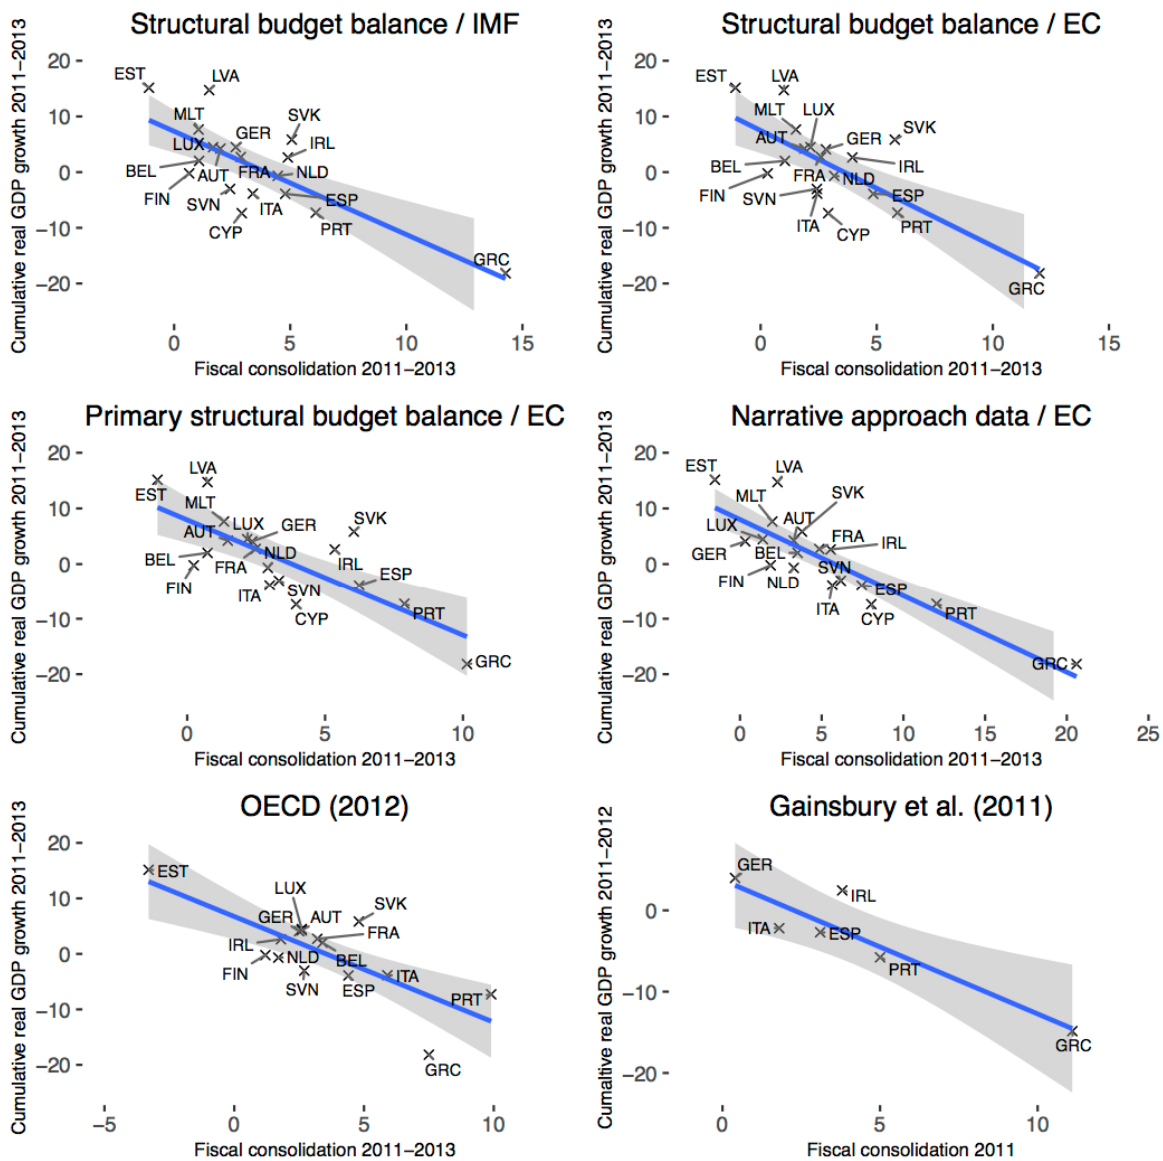 Structural budget balance / IMF
Cumulative real GDP growth 2011−2013
20
10
0
−10
−20
EST
LVA
MLT
SVK
GER
IRL
LUX
BEL
AUT
FRA
NLD
FIN
SVN
ITA
ESP
CYP
PRT
GRC
0 5 10 15
Fiscal consolidation 2011−2013
Structural budget balance / EC
Cumulative real GDP growth 2011−2013
20
10
0
−10
−20
EST
LVA
MLT
LUX
SVK
AUT
GER
BEL
FRA
NLD
IRL
FIN
SVN
ESP
ITA
CYP
PRT
GRC
0 5 10 15
Fiscal consolidation 2011−2013
Primary structural budget balance / EC
Cumulative real GDP growth 2011−2013
20
10
0
−10
−20
LVA
EST
MLT
SVK
AUT
LUX
GER
BEL
FRA
NLD
IRL
FIN
ESP
ITA
SVN
CYP
PRT
GRC
0 5 10
Fiscal consolidation 2011−2013
Narrative approach data / EC
Cumulative real GDP growth 2011−2013
20
10
0
−10
−20
EST
LVA
MLT
SVK
LUX
AUT
FRA
IRL
GER
BEL
FIN
NLD
SVN
ITA
ESP
CYP
PRT
GRC
0 5 10 15 20 25
Fiscal consolidation 2011−2013
OECD (2012)
Cumulative real GDP growth 2011−2013
20
10
0
−10
−20
EST
LUX
SVK
GER
AUT
FRA
IRL
NLD
BEL
FIN
SVN
ESP
ITA
PRT
GRC
−5 0 5 10
Fiscal consolidation 2011−2013
Gainsbury et al. (2011)
Cumaltive real GDP growth 2011−2012
0
−10
−20
GER
IRL
ITA
ESP
PRT
GRC
0 5 10
Fiscal consolidation 2011